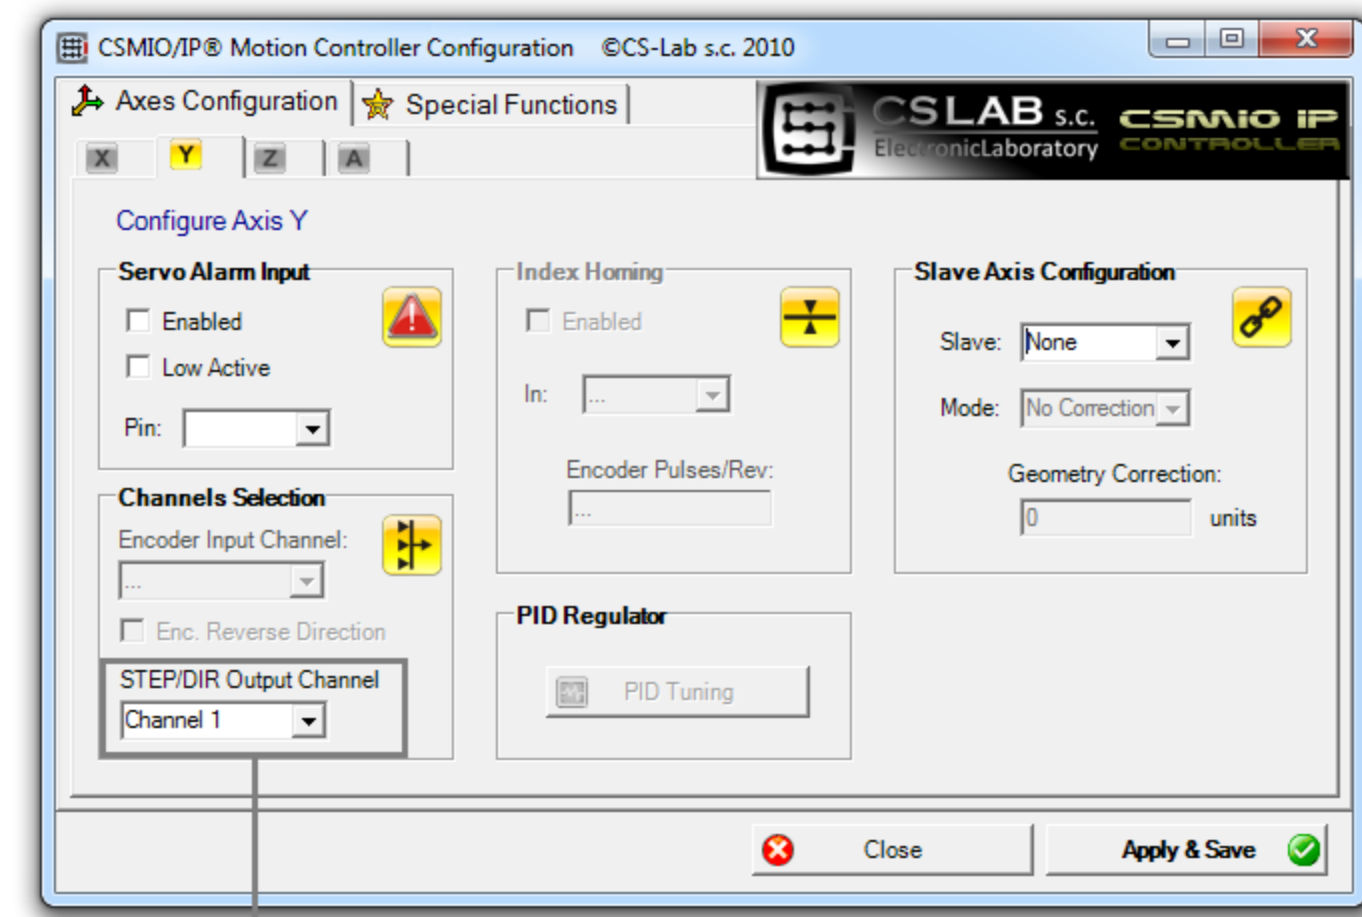 CSMIO/IP® Motion Controller Configuration ©CS-Lab s.c. 2010
Axes Configuration Special Functions
CSLAB s.c.
ElectronicLaboratory
CSMIO IP
CONTROLLER
X Y Z A
Configure Axis Y
Servo Alarm Input
Enabled
Low Active
Pin:
Channels Selection
Encoder Input Channel:
...
Enc. Reverse Direction
STEP/DIR Output Channel
Channel 1
Index Homing
Enabled
In: ...
Encoder Pulses/Rev:
...
PID Regulator
PID Tuning
Slave Axis Configuration
Slave: None
Mode: No Correction
Geometry Correction:
0 units
Close
Apply & Save